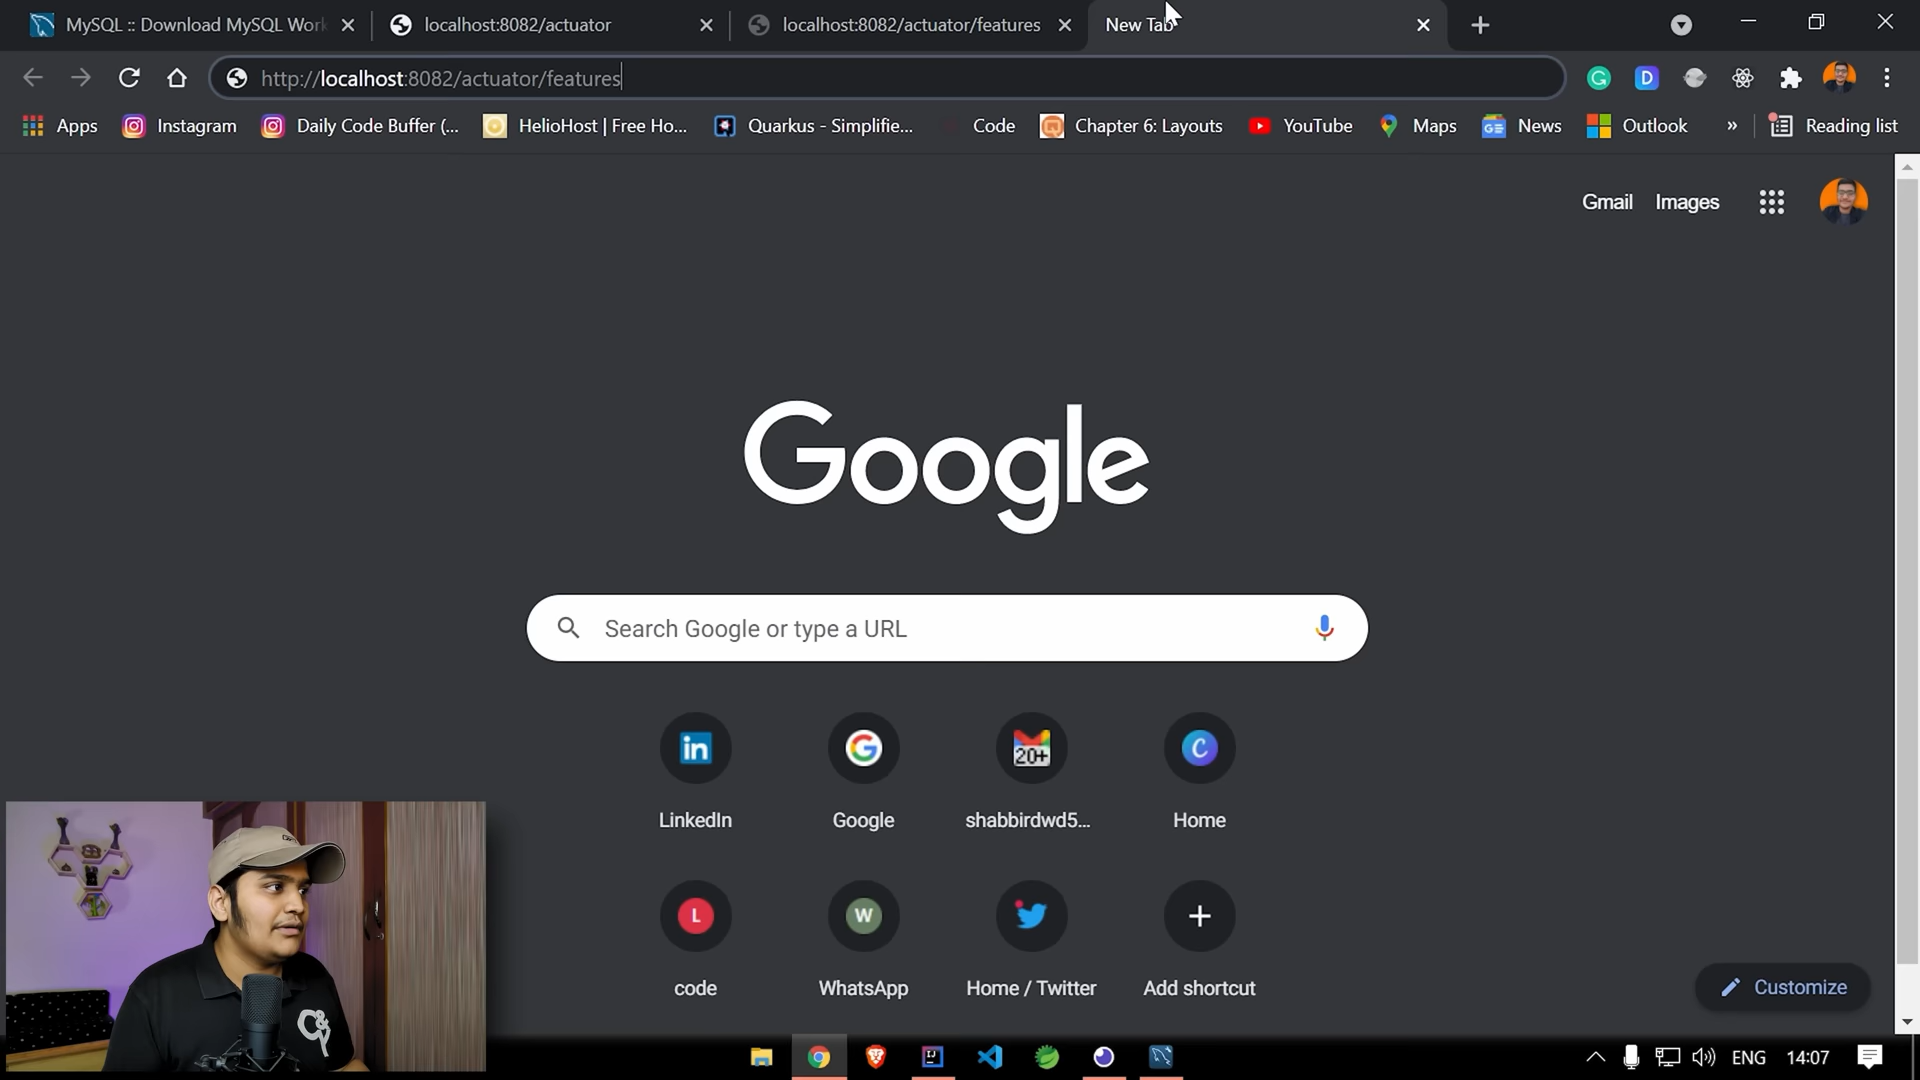 MySQL :: Download MySQL Work
localhost:8082/actuator
localhost:8082/actuator/features
New Tab
http://localhost:8082/actuator/features
Apps
Instagram
Daily Code Buffer (...
HelioHost | Free Ho...
Quarkus - Simplifie...
Code
Chapter 6: Layouts
YouTube
Maps
News
Outlook
»
Reading list
Gmail
Images
Google
Search Google or type a URL
LinkedIn
Google
20+
shabbirdwd5...
Home
L
code
W
WhatsApp
Home / Twitter
Add shortcut
Customize
ENG
14:07